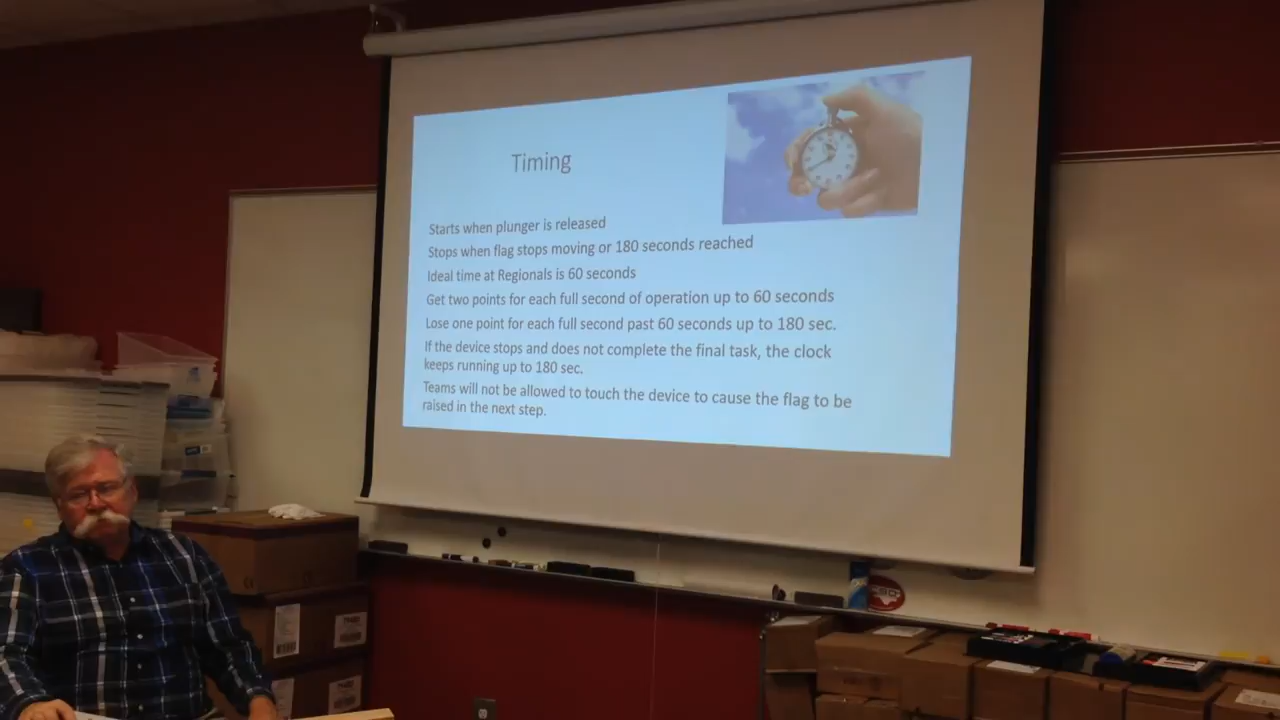 Timing
Starts when plunger is released
Stops when flag stops moving or 180 seconds reached
Ideal time at Regionals is 60 seconds
Get two points for each full second of operation up to 60 seconds
Lose one point for each full second past 60 seconds up to 180 sec.
If the device stops and does not complete the final task, the clock
keeps running up to 180 sec.
Teams will not be allowed to touch the device to cause the flag to be
raised in the next step.